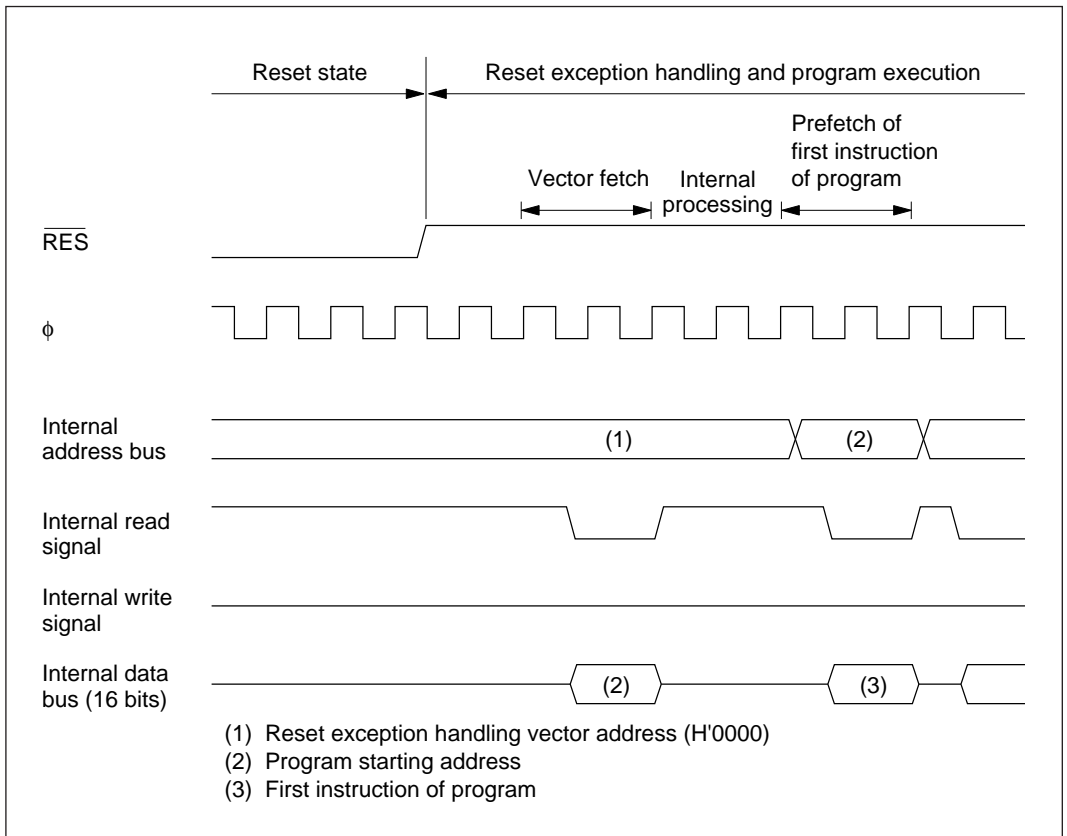 Reset state
Reset exception handling and program execution
Vector fetch
Internal
processing
Prefetch of
first instruction
of program
RES
φ
Internal
address bus
(1)
(2)
Internal read
signal
Internal write
signal
Internal data
bus (16 bits)
(2)
(3)
(1) Reset exception handling vector address (H'0000)
(2) Program starting address
(3) First instruction of program